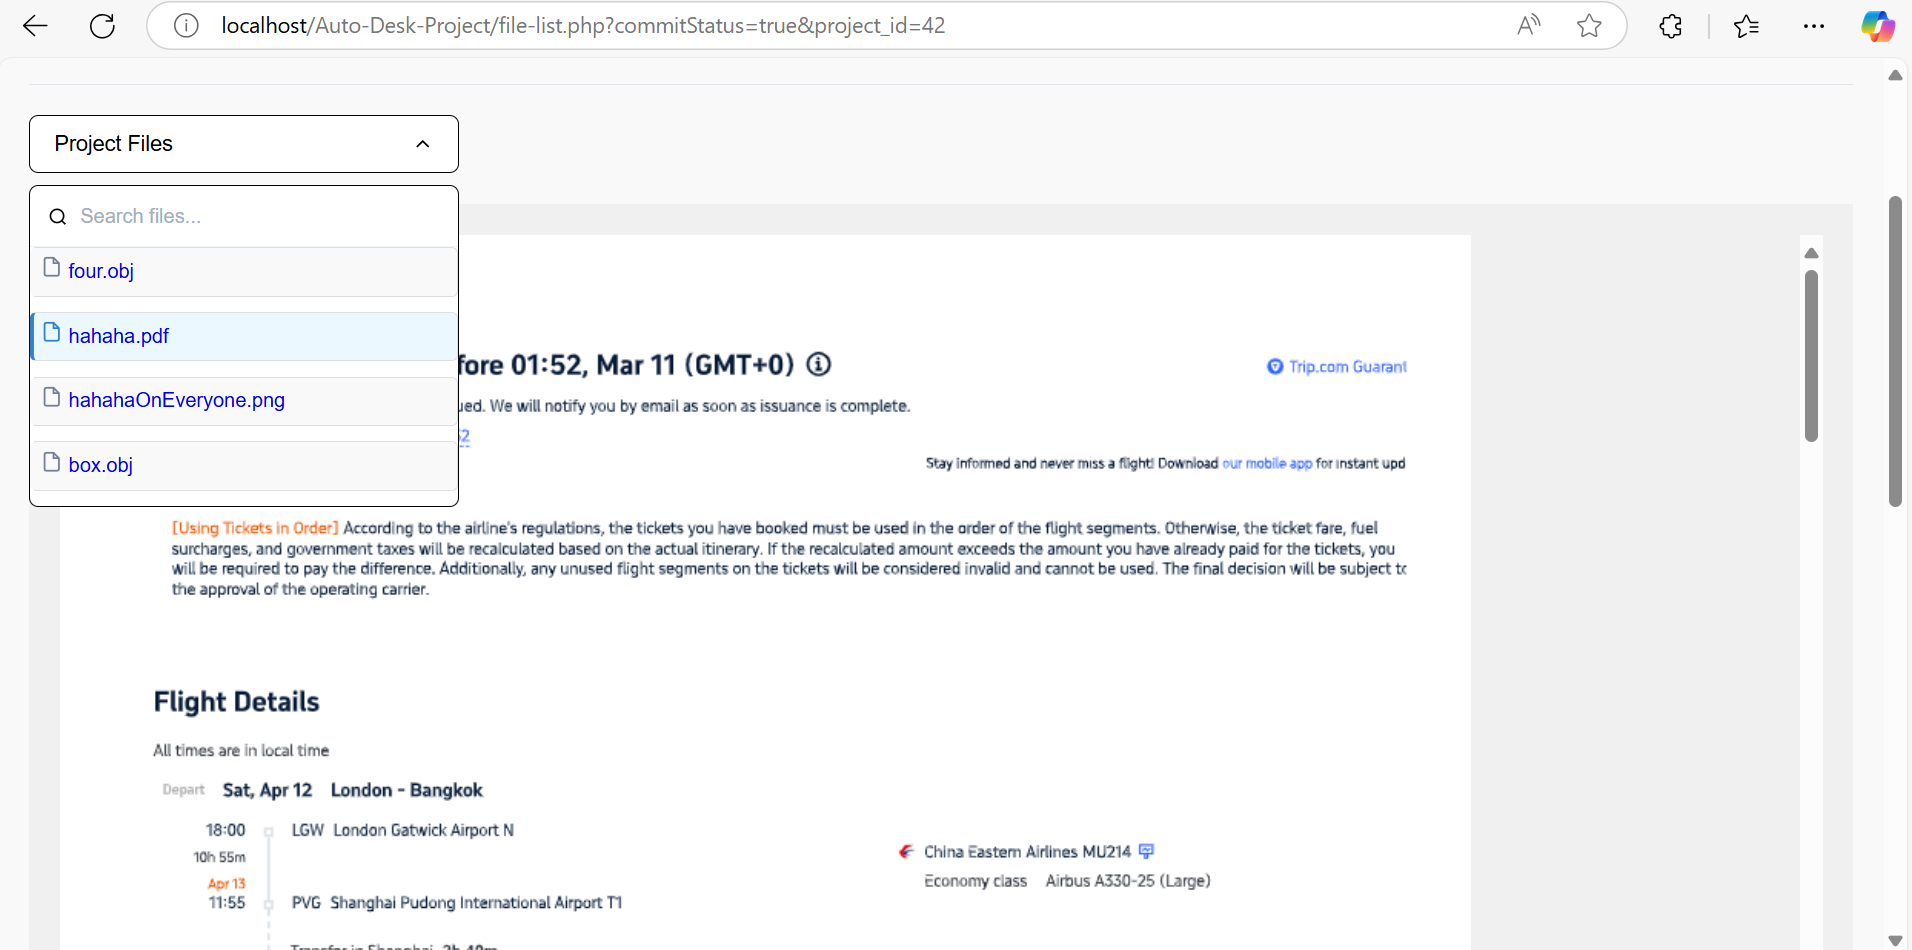 localhost/Auto-Desk-Project/file-list.php?commitStatus=true&project_id=42
Project Files
Search files...
four.obj
hahaha.pdf
hahahaOnEveryone.png
box.obj
fore 01:52, Mar 11 (GMT+0)
Trip.com Guarant
ued. We will notify you by email as soon as issuance is complete.
52
Stay informed and never miss a flight! Download our mobile app for instant upd
[Using Tickets in Order] According to the airline's regulations, the tickets you have booked must be used in the order of the flight segments. Otherwise, the ticket fare, fuel
surcharges, and government taxes will be recalculated based on the actual itinerary. If the recalculated amount exceeds the amount you have already paid for the tickets, you
will be required to pay the difference. Additionally, any unused flight segments on the tickets will be considered invalid and cannot be used. The final decision will be subject to
the approval of the operating carrier.
Flight Details
All times are in local time
Depart Sat, Apr 12 London - Bangkok
18:00 LGW London Gatwick Airport N
10h 55m
China Eastern Airlines MU214
Economy class Airbus A330-25 (Large)
Apr 13
11:55 PVG Shanghai Pudong International Airport T1
Transfer in Shanghai 2h 40m